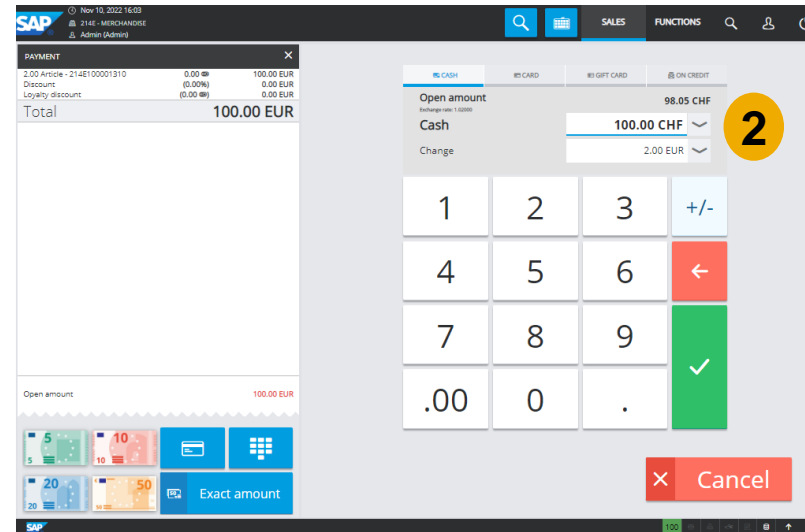 SAP
Nov 10, 2022 16:03
214E - MERCHANDISE
Admin (Admin)
SALES
FUNCTIONS
PAYMENT
2.00 Article - 214E100001310 0.00 100.00 EUR
Discount (0.00%) 0.00 EUR
Loyalty discount (0.00) 0.00 EUR
Total 100.00 EUR
CASH
CARD
GIFT CARD
ON CREDIT
Open amount 98.05 CHF
Exchange rate: 1.02000
Cash 100.00 CHF
Change 2.00 EUR
2
1 2 3 +/-
4 5 6
7 8 9
.00 0 .
Open amount 100.00 EUR
5 5
10 10
20 20
50
Exact amount
Cancel
SAP
100